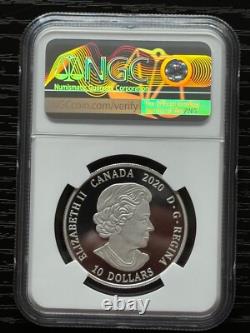 NGC
Numismatic Guaranty Corporation
NGCcoin.com/verify
ELIZABETH II CANADA 2020 D·G·REGINA
10 DOLLARS